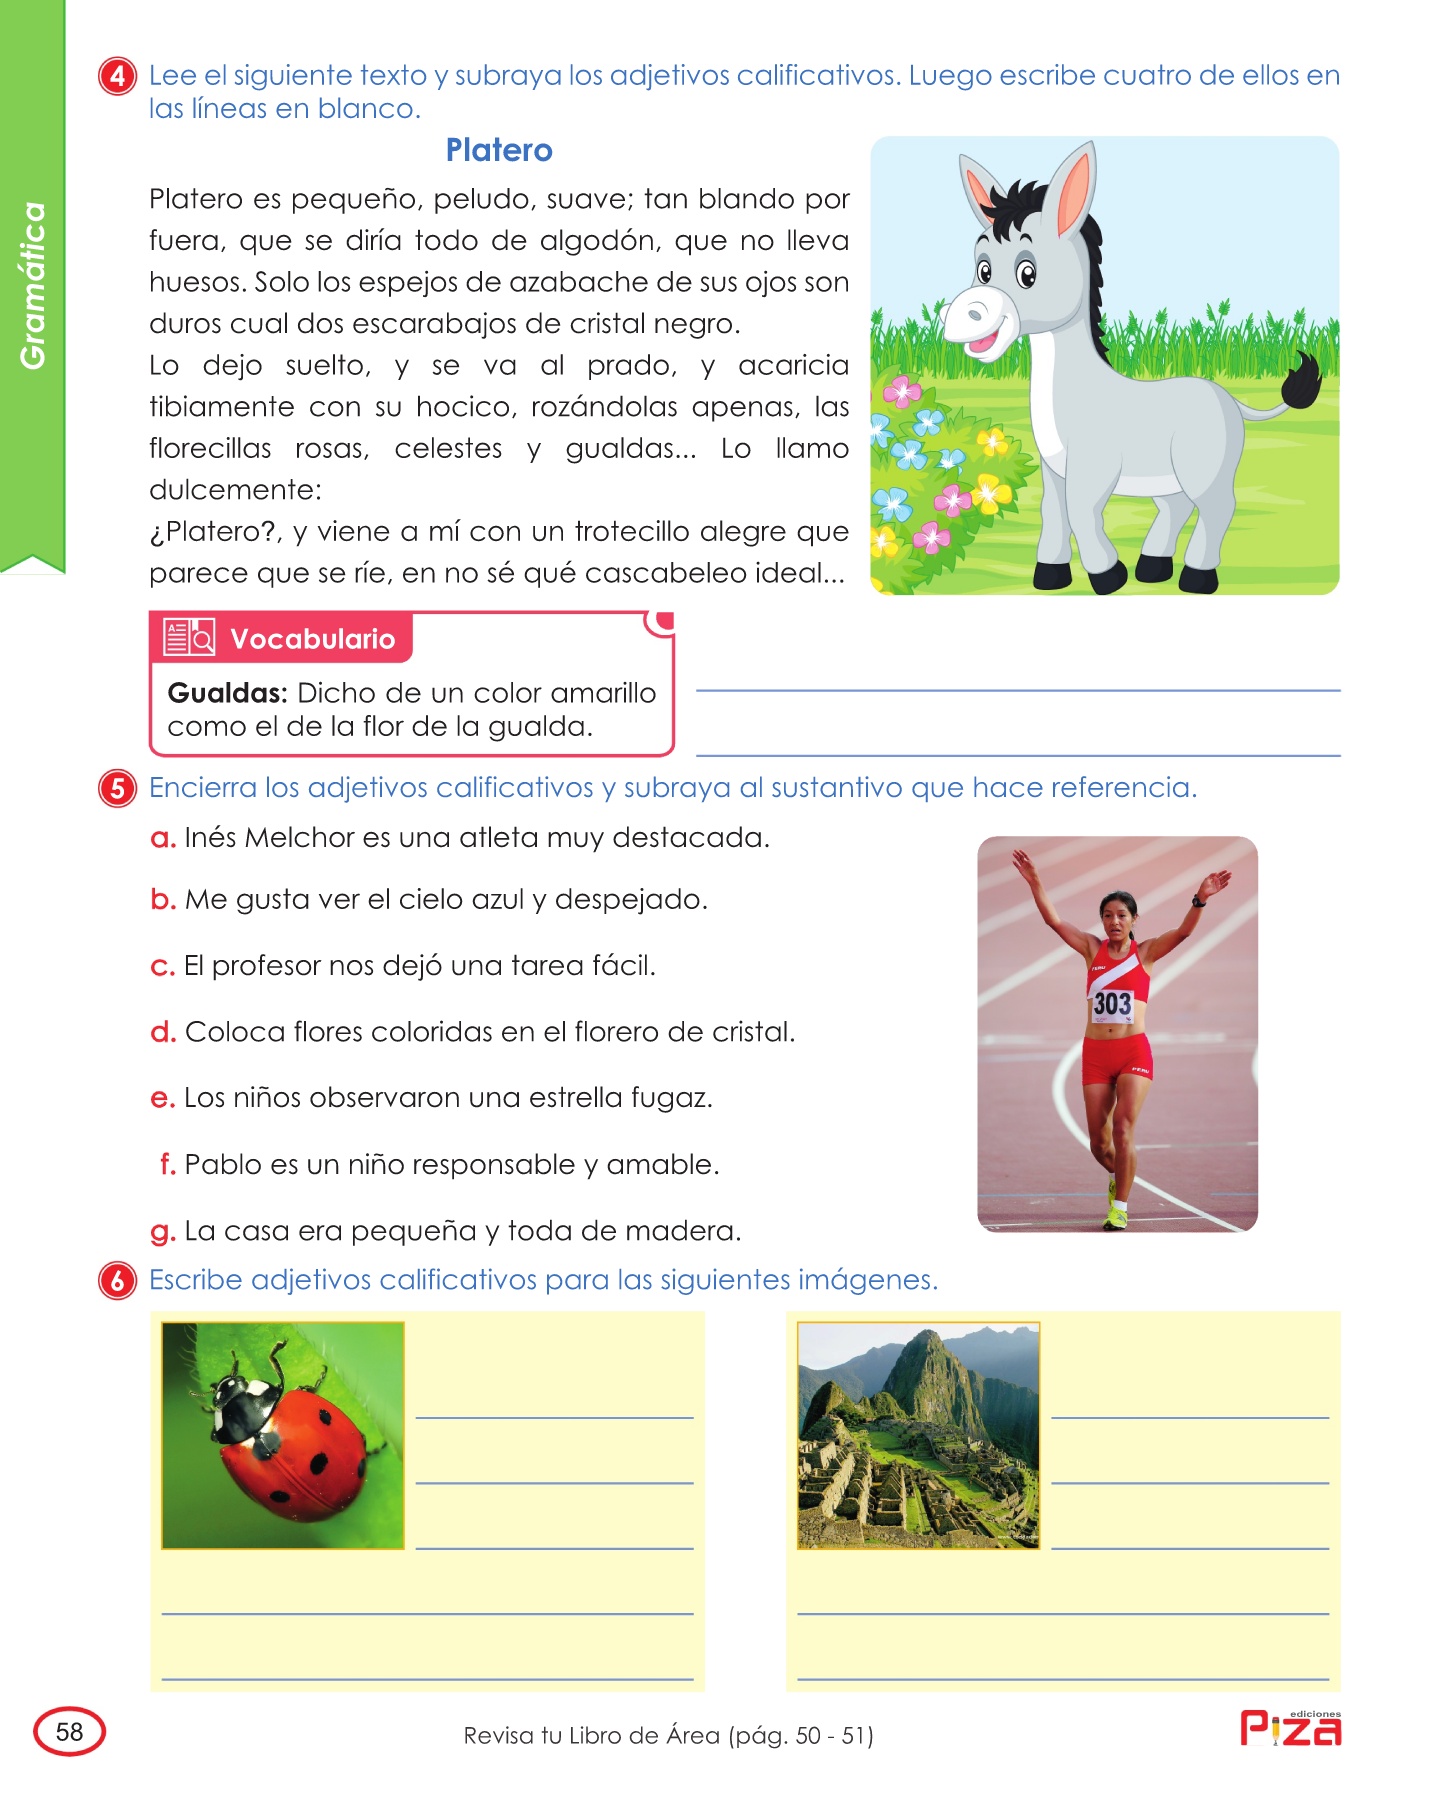 Gramática
4 Lee el siguiente texto y subraya los adjetivos calificativos. Luego escribe cuatro de ellos en
las líneas en blanco.
Platero
Platero es pequeño, peludo, suave; tan blando por
fuera, que se diría todo de algodón, que no lleva
huesos. Solo los espejos de azabache de sus ojos son
duros cual dos escarabajos de cristal negro.
Lo dejo suelto, y se va al prado, y acaricia
tibiamente con su hocico, rozándolas apenas, las
florecillas rosas, celestes y gualdas... Lo llamo
dulcemente:
¿Platero?, y viene a mí con un trotecillo alegre que
parece que se ríe, en no sé qué cascabeleo ideal...
Vocabulario
Gualdas: Dicho de un color amarillo
como el de la flor de la gualda.
5 Encierra los adjetivos calificativos y subraya al sustantivo que hace referencia.
a. Inés Melchor es una atleta muy destacada.
b. Me gusta ver el cielo azul y despejado.
c. El profesor nos dejó una tarea fácil.
d. Coloca flores coloridas en el florero de cristal.
e. Los niños observaron una estrella fugaz.
f. Pablo es un niño responsable y amable.
g. La casa era pequeña y toda de madera.
PERU
303
PERU
6 Escribe adjetivos calificativos para las siguientes imágenes.
58
Revisa tu Libro de Área (pág. 50 - 51)
ediciones
Piza